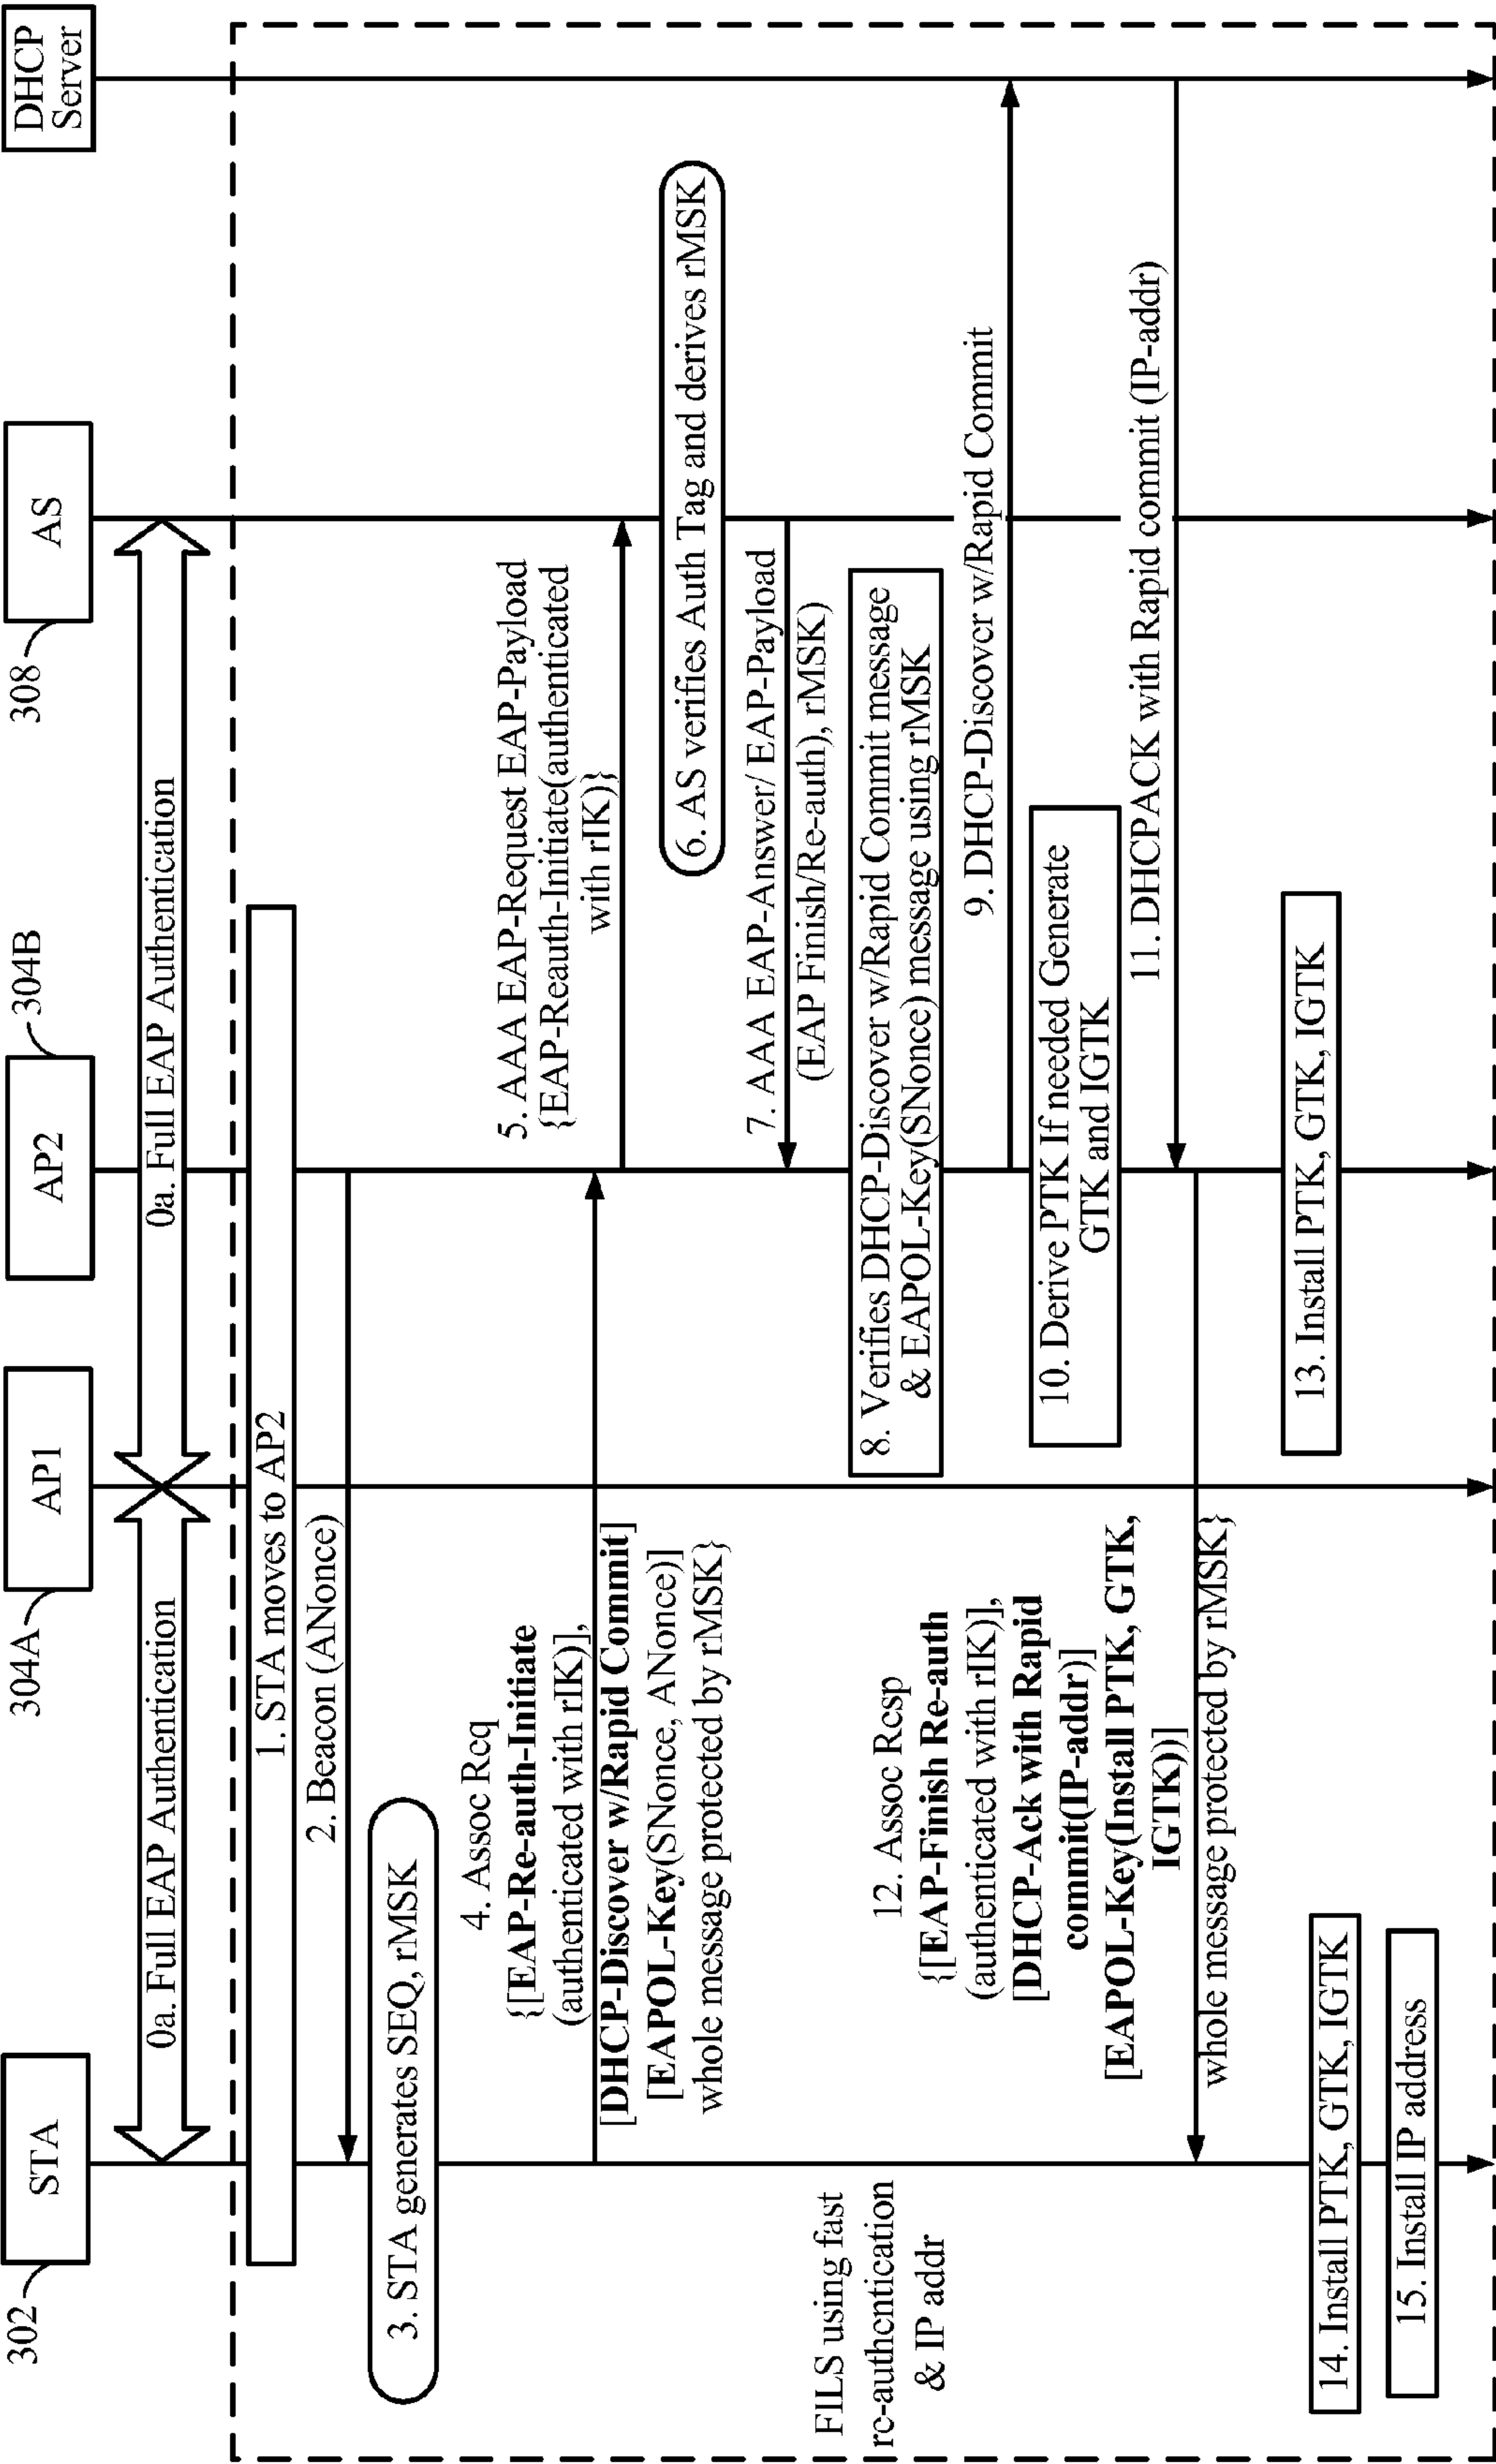 302
STA
304A
AP1
AP2
304B
308
AS
DHCP
Server
0a. Full EAP Authentication
0a. Full EAP Authentication
1. STA moves to AP2
2. Beacon (ANonce)
3. STA generates SEQ, rMSK
4. Assoc Req
{[EAP-Re-auth-Initiate
(authenticated with rIK)],
[DHCP-Discover w/Rapid Commit]
[EAPOL-Key(SNonce, ANonce)]
whole message protected by rMSK}
5. AAA EAP-Request EAP-Payload
{EAP-Reauth-Initiate(authenticated
with rIK)}
6. AS verifies Auth Tag and derives rMSK
7. AAA EAP-Answer/ EAP-Payload
(EAP Finish/Re-auth), rMSK)
8. Verifies DHCP-Discover w/Rapid Commit message
& EAPOL-Key(SNonce) message using rMSK
FILS using fast
re-authentication
& IP addr
9. DHCP-Discover w/Rapid Commit
10. Derive PTK If needed Generate
GTK and IGTK
11. DHCPACK with Rapid commit (IP-addr)
12. Assoc Resp
{[EAP-Finish Re-auth
(authenticated with rIK)],
[DHCP-Ack with Rapid
commit(IP-addr)]
[EAPOL-Key(Install PTK, GTK,
IGTK))]
whole message protected by rMSK}
13. Install PTK, GTK, IGTK
14. Install PTK, GTK, IGTK
15. Install IP address